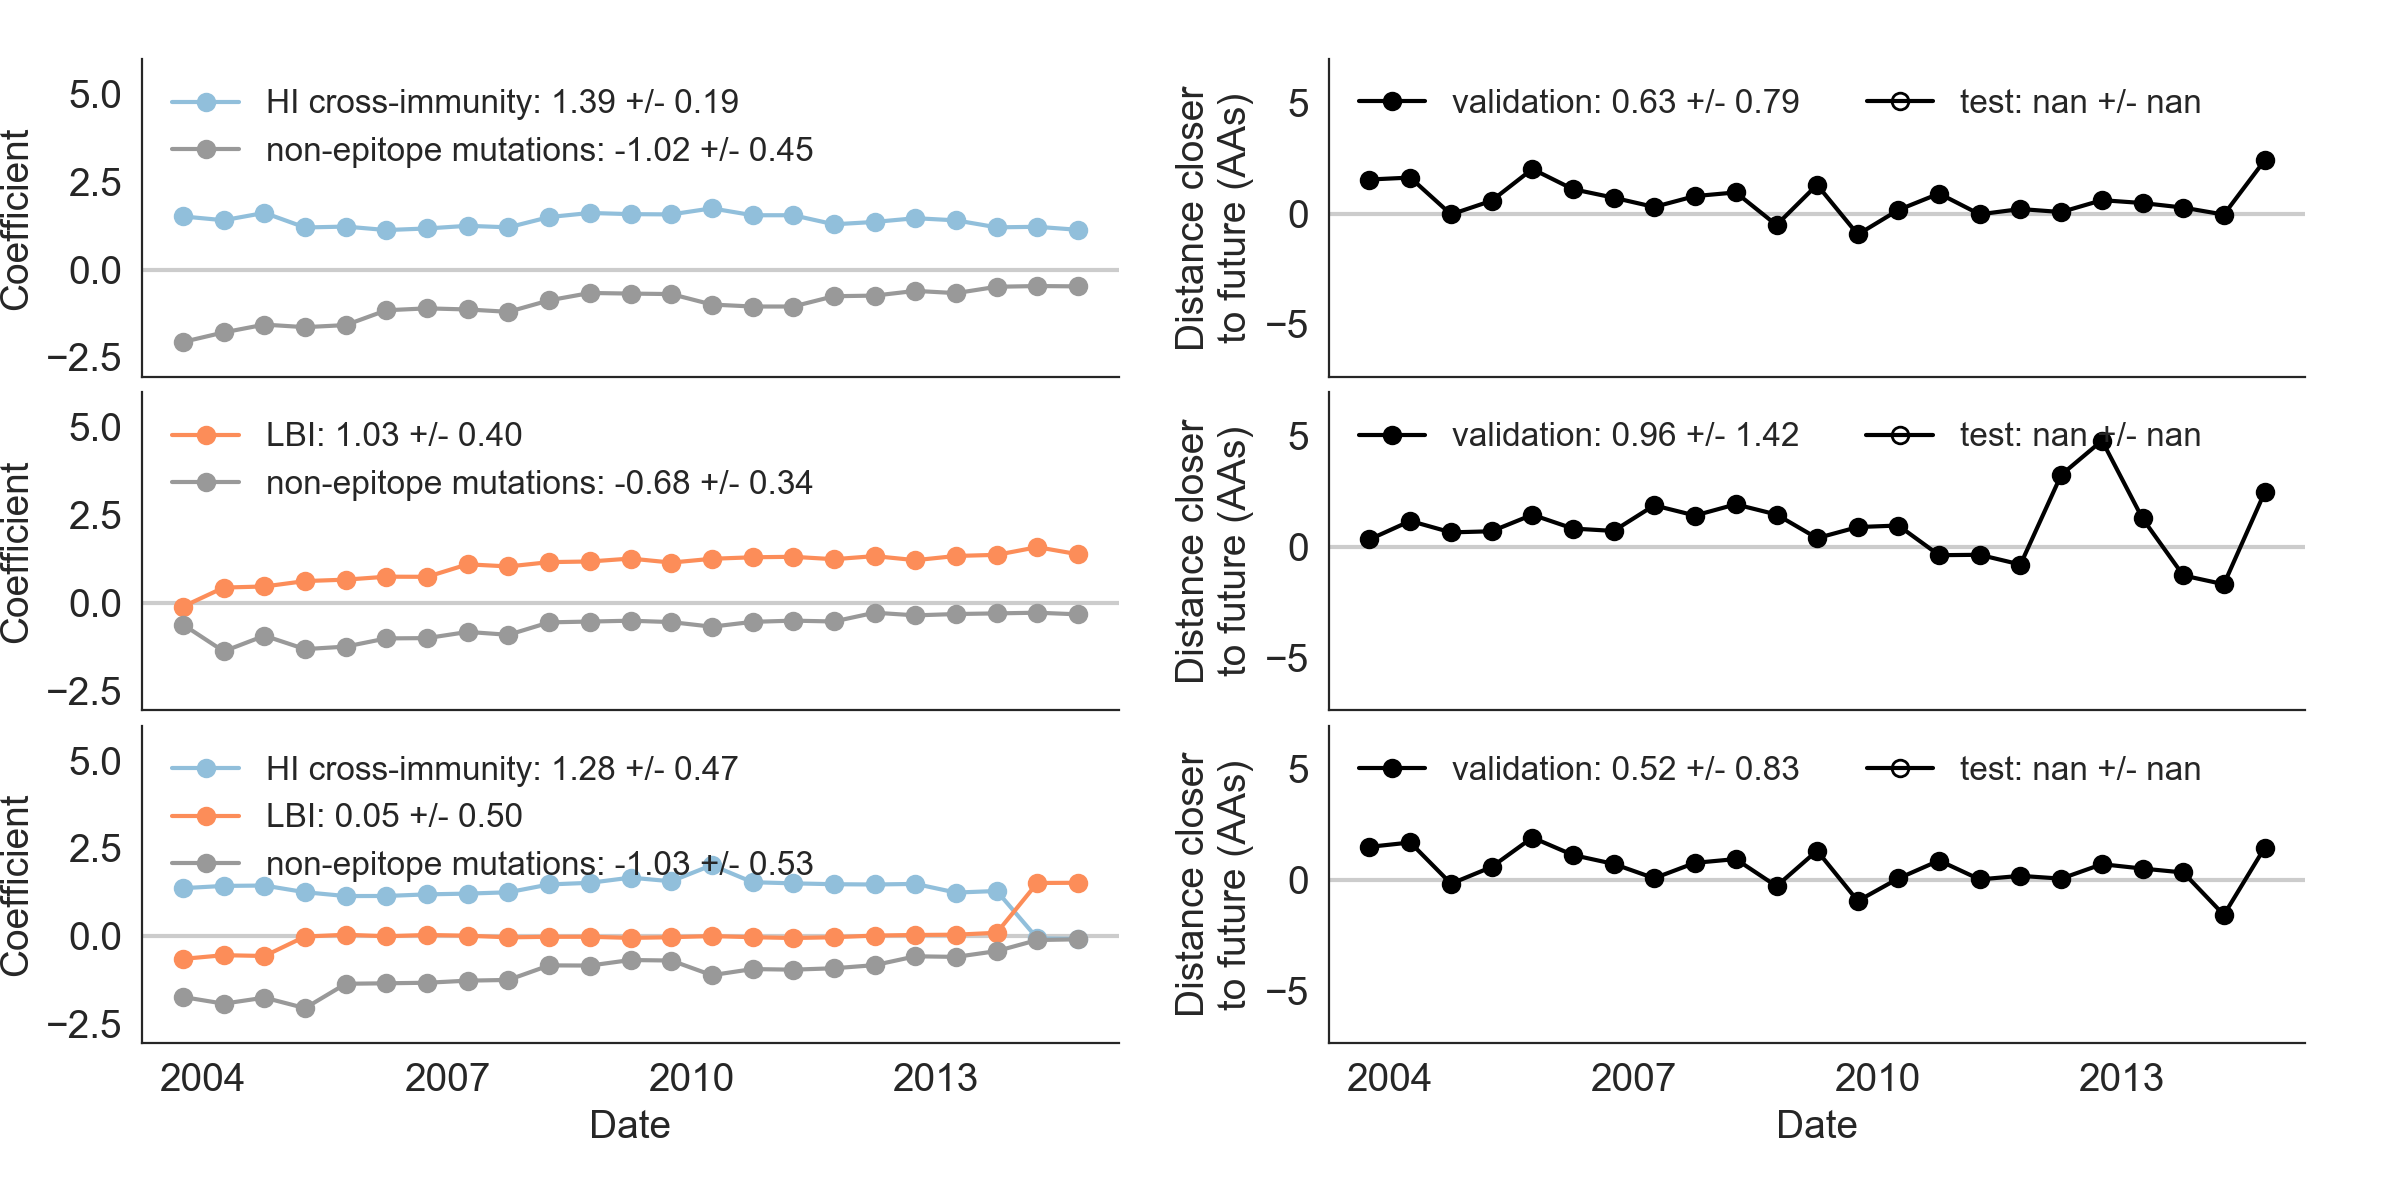 5.0
2.5
0.0
−2.5
Coefficient
HI cross-immunity: 1.39 +/- 0.19
non-epitope mutations: -1.02 +/- 0.45
5
0
−5
Distance closer
to future (AAs)
validation: 0.63 +/- 0.79
test: nan +/- nan
5.0
2.5
0.0
−2.5
Coefficient
LBI: 1.03 +/- 0.40
non-epitope mutations: -0.68 +/- 0.34
5
0
−5
Distance closer
to future (AAs)
validation: 0.96 +/- 1.42
test: nan +/- nan
5.0
2.5
0.0
−2.5
Coefficient
HI cross-immunity: 1.28 +/- 0.47
LBI: 0.05 +/- 0.50
non-epitope mutations: -1.03 +/- 0.53
2004 2007 2010 2013
Date
5
0
−5
Distance closer
to future (AAs)
validation: 0.52 +/- 0.83
test: nan +/- nan
2004 2007 2010 2013
Date